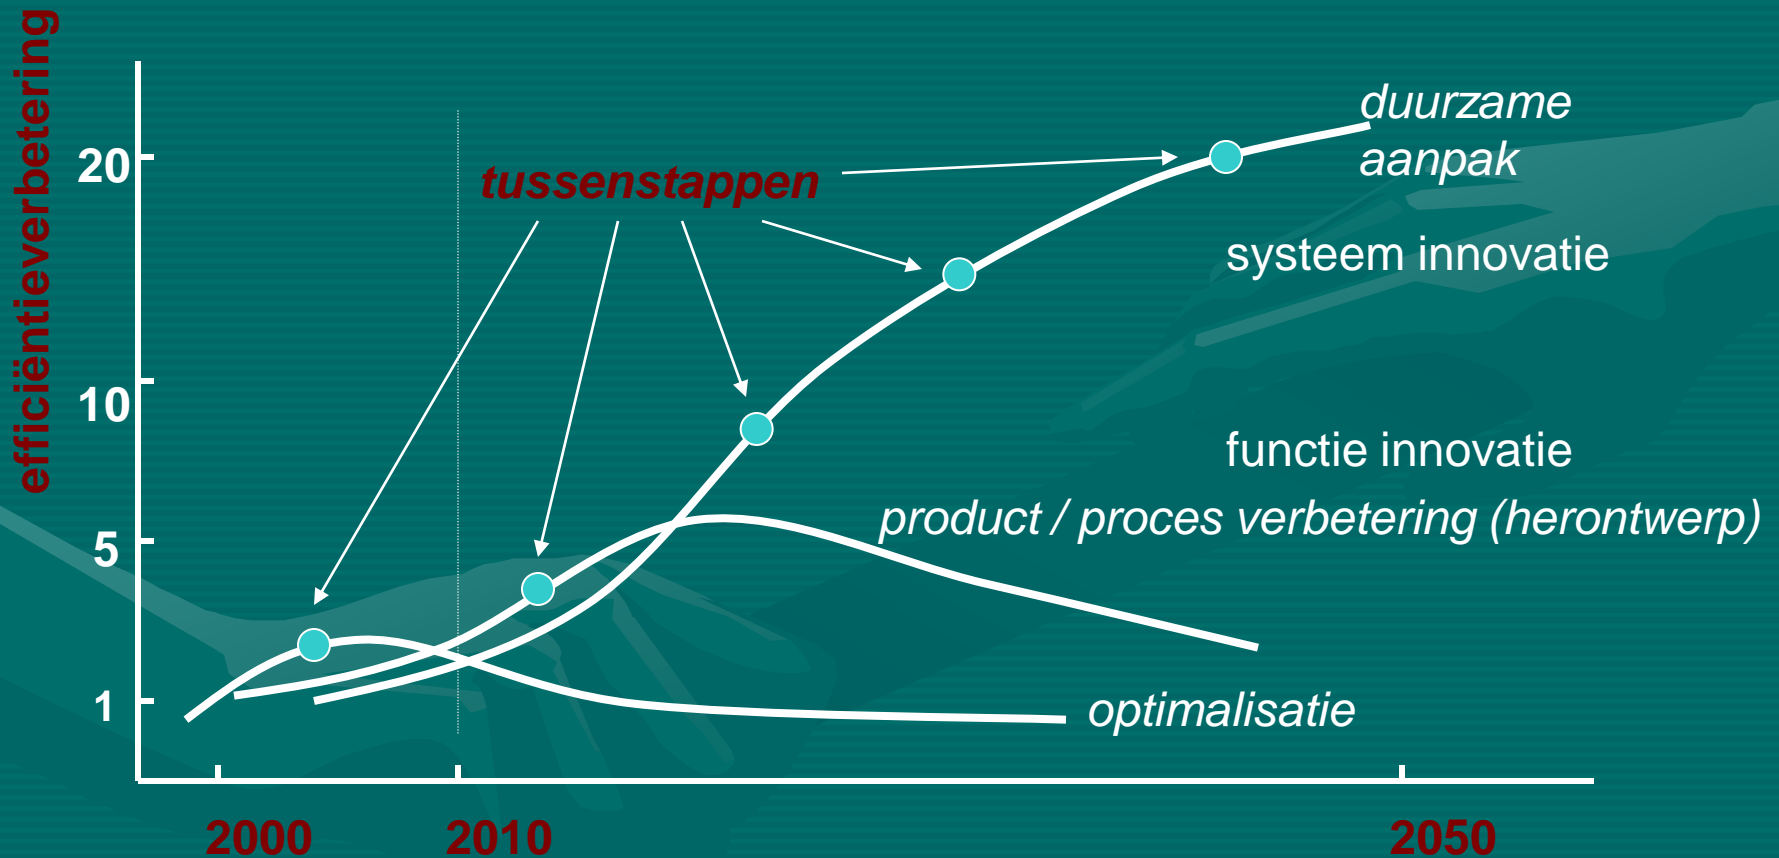 efficiëntieverbetering
20
10
5
1
tussenstappen
duurzame
aanpak
systeem innovatie
functie innovatie
product / proces verbetering (herontwerp)
optimalisatie
2000
2010
2050